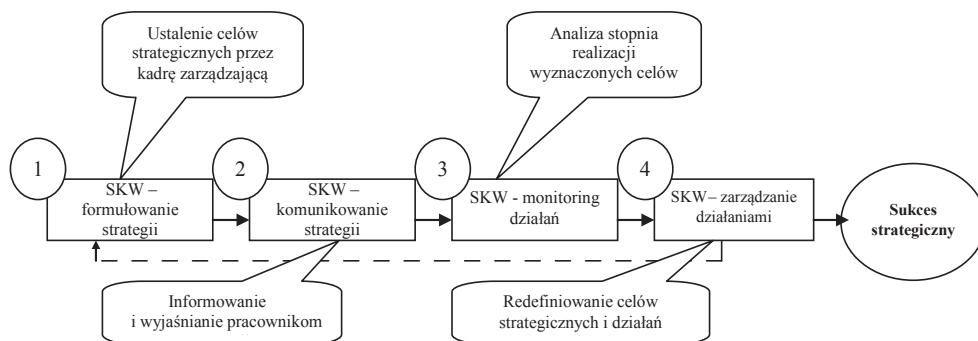 Ustalenie celów
strategicznych przez
kadrę zarządzającą
Analiza stopnia
realizacji
wyznaczonych celów
1
SKW –
formułowanie
strategii
2
SKW –
komunikowanie
strategii
3
SKW - monitoring
działań
4
SKW– zarządzanie
działaniami
Sukces
strategiczny
Informowanie
i wyjaśnianie pracownikom
Redefiniowanie celów
strategicznych i działań